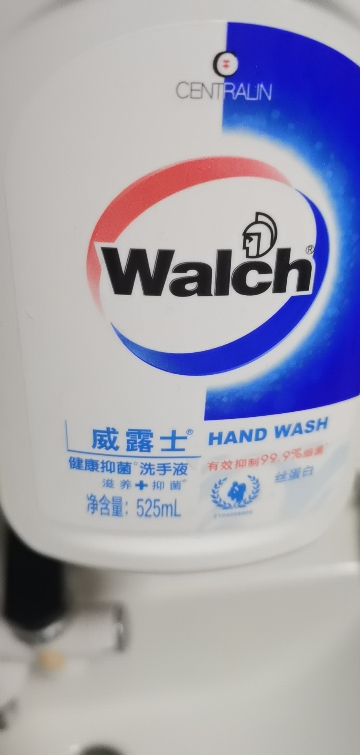 CENTRALIN
Walch®
威露士®
HAND WASH
健康抑菌*洗手液
滋养+抑菌*
净含量: 525mL
有效抑制99.9%细菌*
丝蛋白